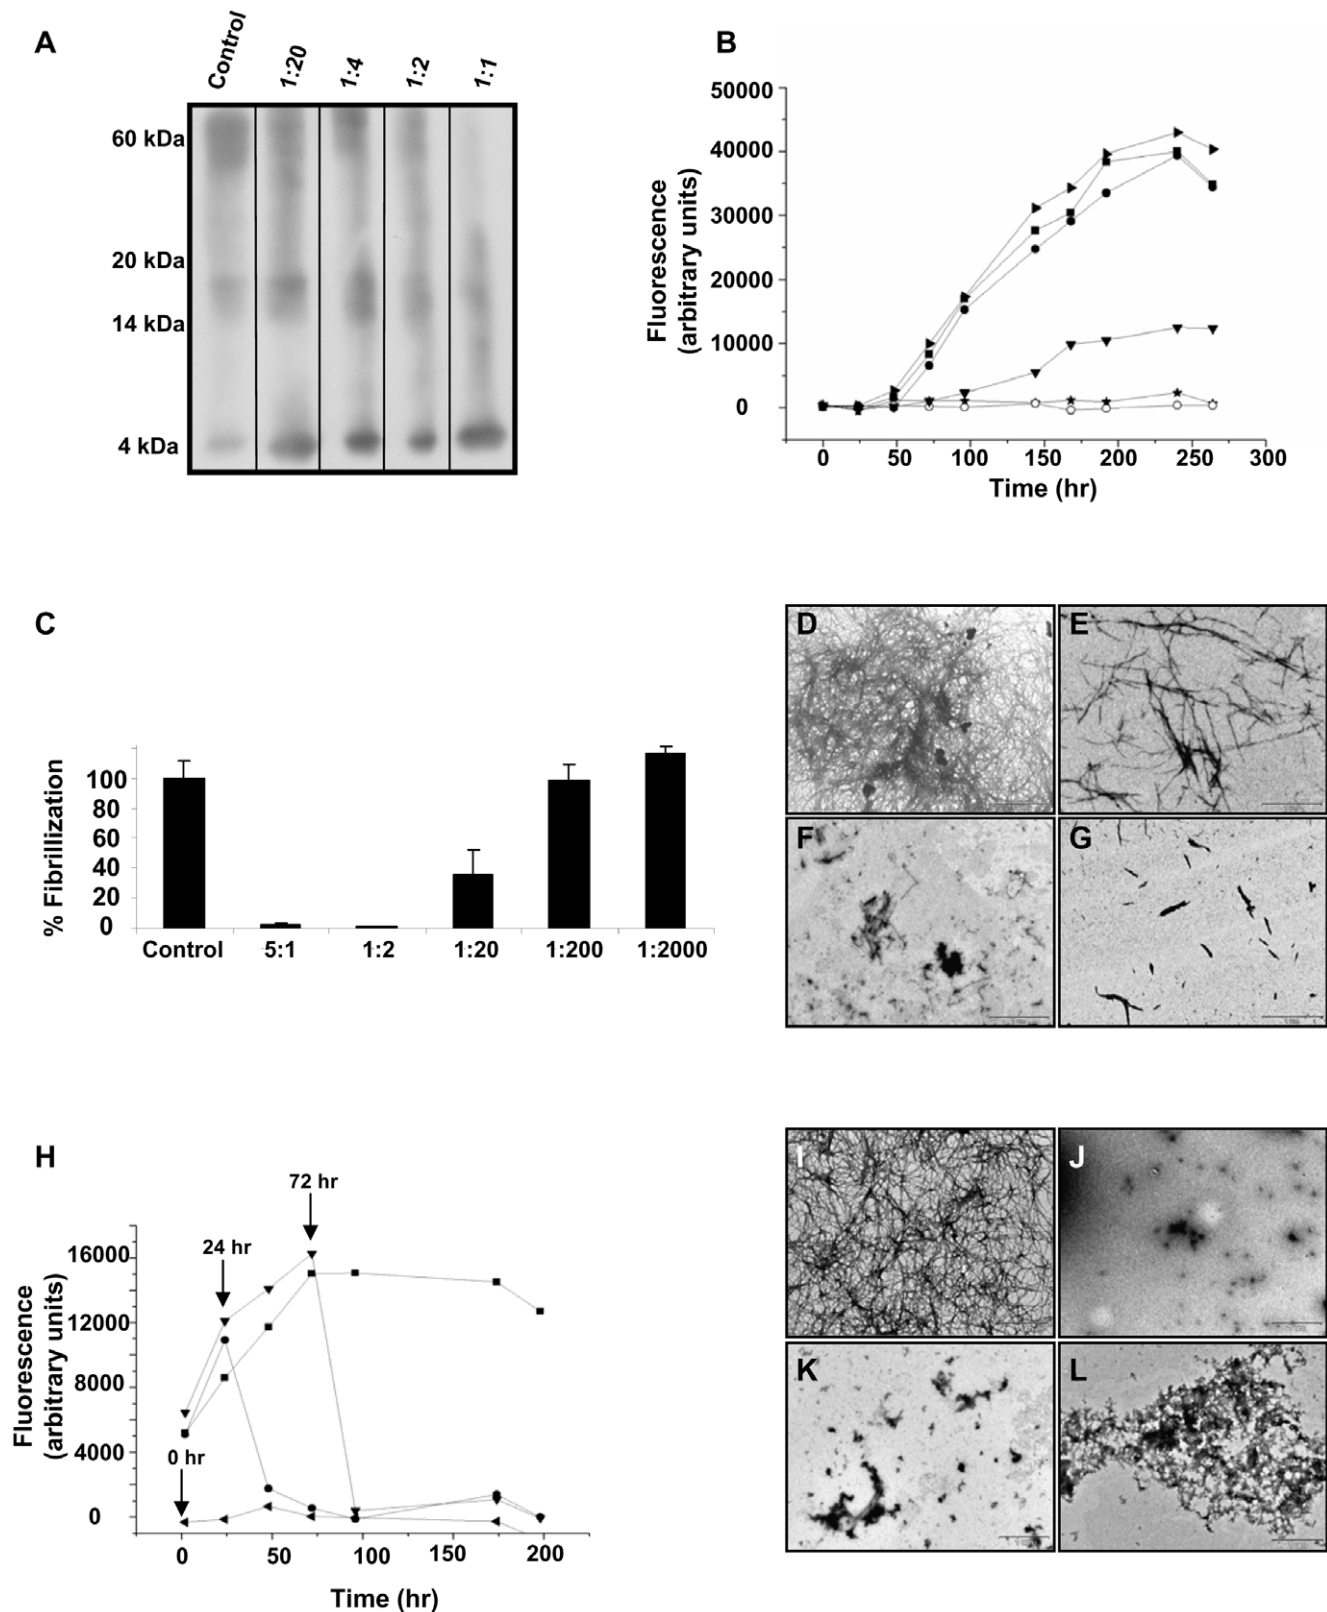 A
Control
1:20
1:4
1:2
1:1
60 kDa
20 kDa
14 kDa
4 kDa
B
50000
40000
30000
20000
10000
0
Fluorescence
(arbitrary units)
0 50 100 150 200 250 300
Time (hr)
C
% Fibrillization
100
80
60
40
20
0
Control 5:1 1:2 1:20 1:200 1:2000
D
E
F
G
H
72 hr
24 hr
0 hr
16000
12000
8000
4000
0
Fluorescence
(arbitrary units)
0 50 100 150 200
Time (hr)
I
J
K
L